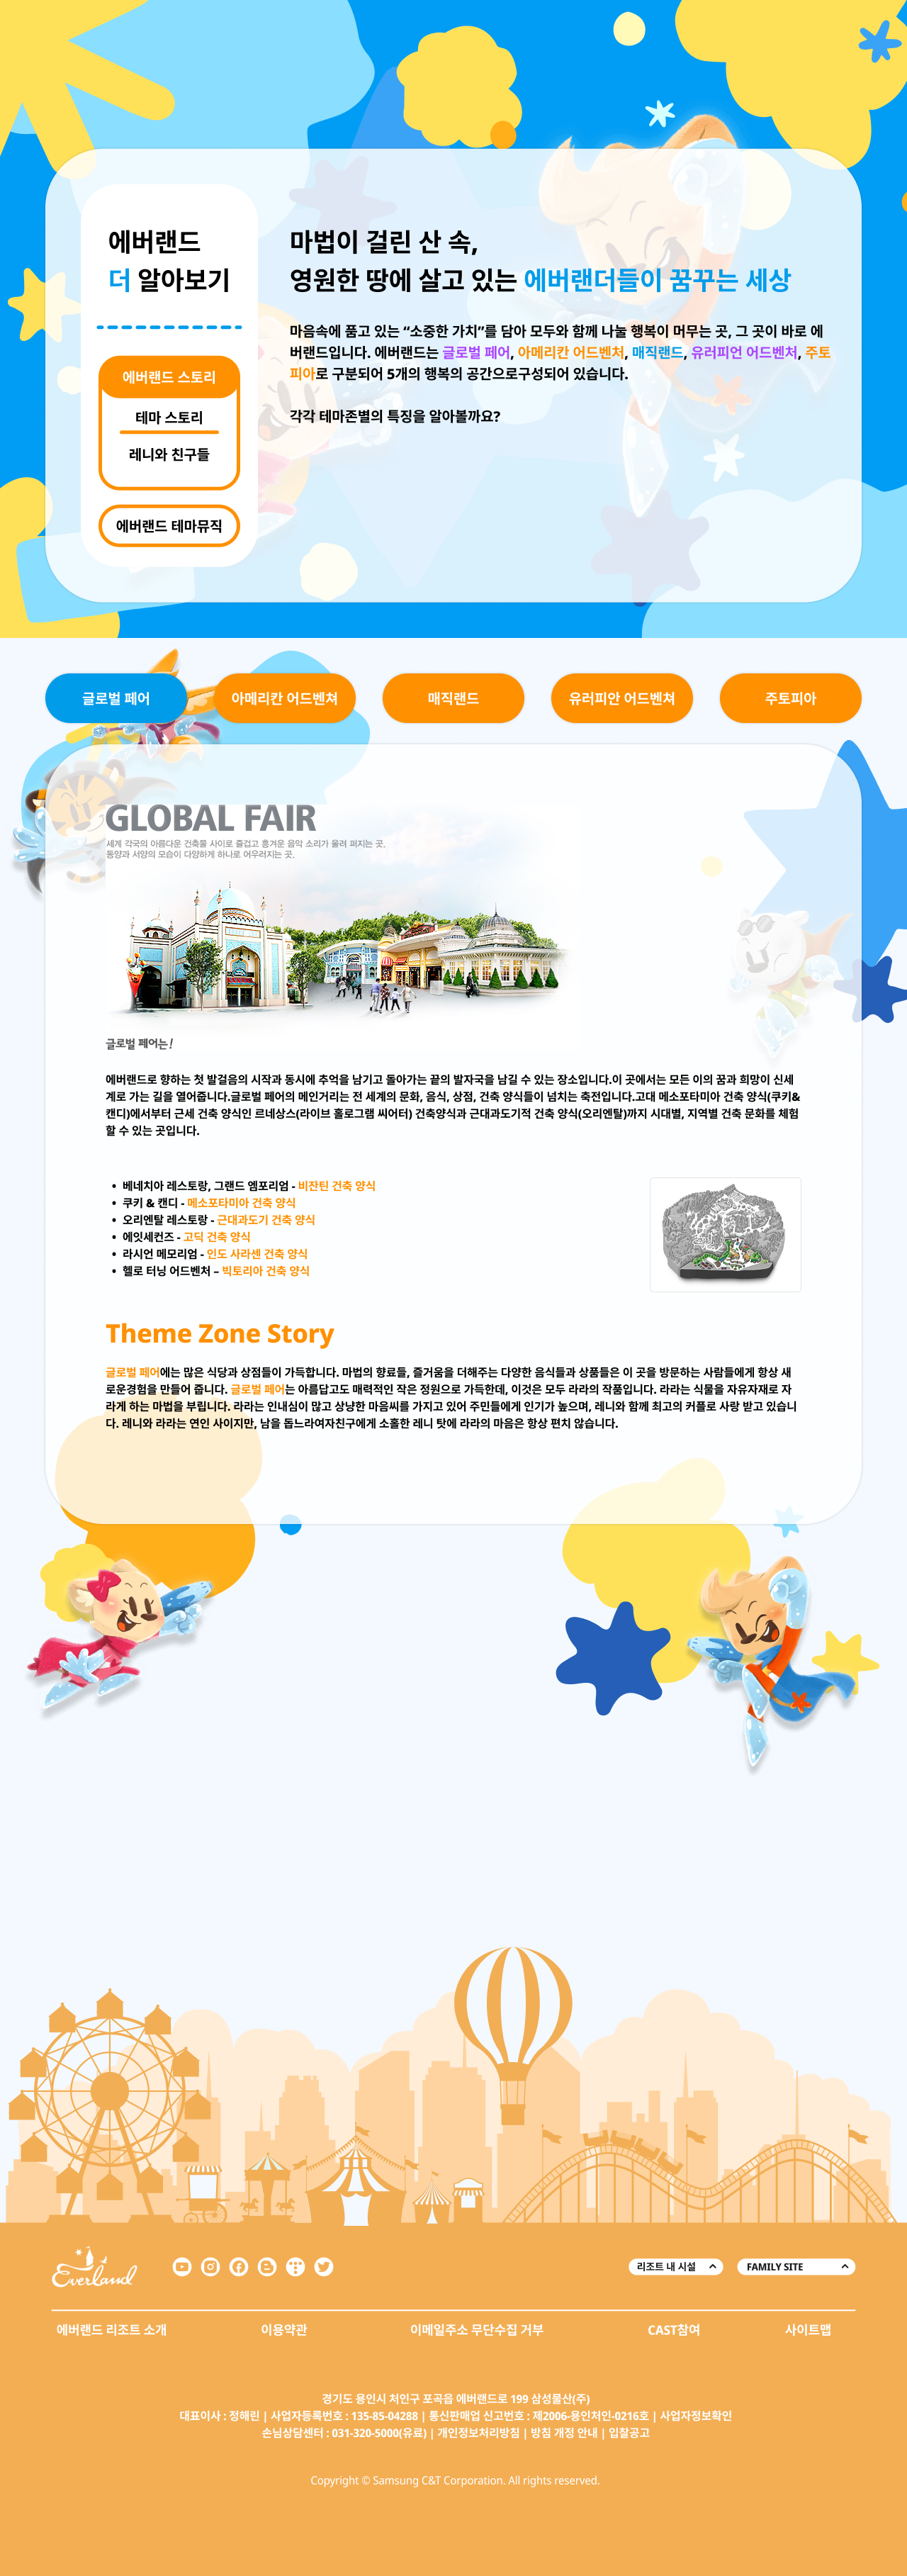 에버랜드
더 알아보기
에버랜드 스토리
테마 스토리
레니와 친구들
에버랜드 테마뮤직
마법이 걸린 산 속,
영원한 땅에 살고 있는 에버랜더들이 꿈꾸는 세상
마음속에 품고 있는 “소중한 가치”를 담아 모두와 함께 나눌 행복이 머무는 곳, 그 곳이 바로 에
버랜드입니다. 에버랜드는 글로벌 페어, 아메리칸 어드벤처, 매직랜드, 유러피언 어드벤처, 주토
피아로 구분되어 5개의 행복의 공간으로구성되어 있습니다.
각각 테마존별의 특징을 알아볼까요?
글로벌 페어
아메리칸 어드벤쳐
매직랜드
유러피안 어드벤쳐
주토피아
GLOBAL FAIR
세계 각국의 아름다운 건축물 사이로 즐겁고 흥겨운 음악 소리가 울려 퍼지는 곳.
동양과 서양의 모습이 다양하게 하나로 어우러지는 곳.
글로벌 페어는!
에버랜드로 향하는 첫 발걸음의 시작과 동시에 추억을 남기고 돌아가는 끝의 발자국을 남길 수 있는 장소입니다.이 곳에서는 모든 이의 꿈과 희망이 신세
계로 가는 길을 열어줍니다.글로벌 페어의 메인거리는 전 세계의 문화, 음식, 상점, 건축 양식들이 넘치는 축전입니다.고대 메소포타미아 건축 양식(쿠키&
캔디)에서부터 근세 건축 양식인 르네상스(라이브 홀로그램 씨어터) 건축양식과 근대과도기적 건축 양식(오리엔탈)까지 시대별, 지역별 건축 문화를 체험
할 수 있는 곳입니다.
• 베네치아 레스토랑, 그랜드 엠포리엄 - 비잔틴 건축 양식
• 쿠키 & 캔디 - 메소포타미아 건축 양식
• 오리엔탈 레스토랑 - 근대과도기 건축 양식
• 에잇세컨즈 - 고딕 건축 양식
• 라시언 메모리엄 - 인도 사라센 건축 양식
• 헬로 터닝 어드벤처 – 빅토리아 건축 양식
Theme Zone Story
글로벌 페어에는 많은 식당과 상점들이 가득합니다. 마법의 향료들, 즐거움을 더해주는 다양한 음식들과 상품들은 이 곳을 방문하는 사람들에게 항상 새
로운경험을 만들어 줍니다. 글로벌 페어는 아름답고도 매력적인 작은 정원으로 가득한데, 이것은 모두 라라의 작품입니다. 라라는 식물을 자유자재로 자
라게 하는 마법을 부립니다. 라라는 인내심이 많고 상냥한 마음씨를 가지고 있어 주민들에게 인기가 높으며, 레니와 함께 최고의 커플로 사랑 받고 있습니
다. 레니와 라라는 연인 사이지만, 남을 돕느라여자친구에게 소홀한 레니 탓에 라라의 마음은 항상 편치 않습니다.
Everland
리조트 내 시설
FAMILY SITE
에버랜드 리조트 소개
이용약관
이메일주소 무단수집 거부
CAST참여
사이트맵
경기도 용인시 처인구 포곡읍 에버랜드로 199 삼성물산(주)
대표이사 : 정해린 | 사업자등록번호 : 135-85-04288 | 통신판매업 신고번호 : 제2006-용인처인-0216호 | 사업자정보확인
손님상담센터 : 031-320-5000(유료) | 개인정보처리방침 | 방침 개정 안내 | 입찰공고
Copyright © Samsung C&T Corporation. All rights reserved.